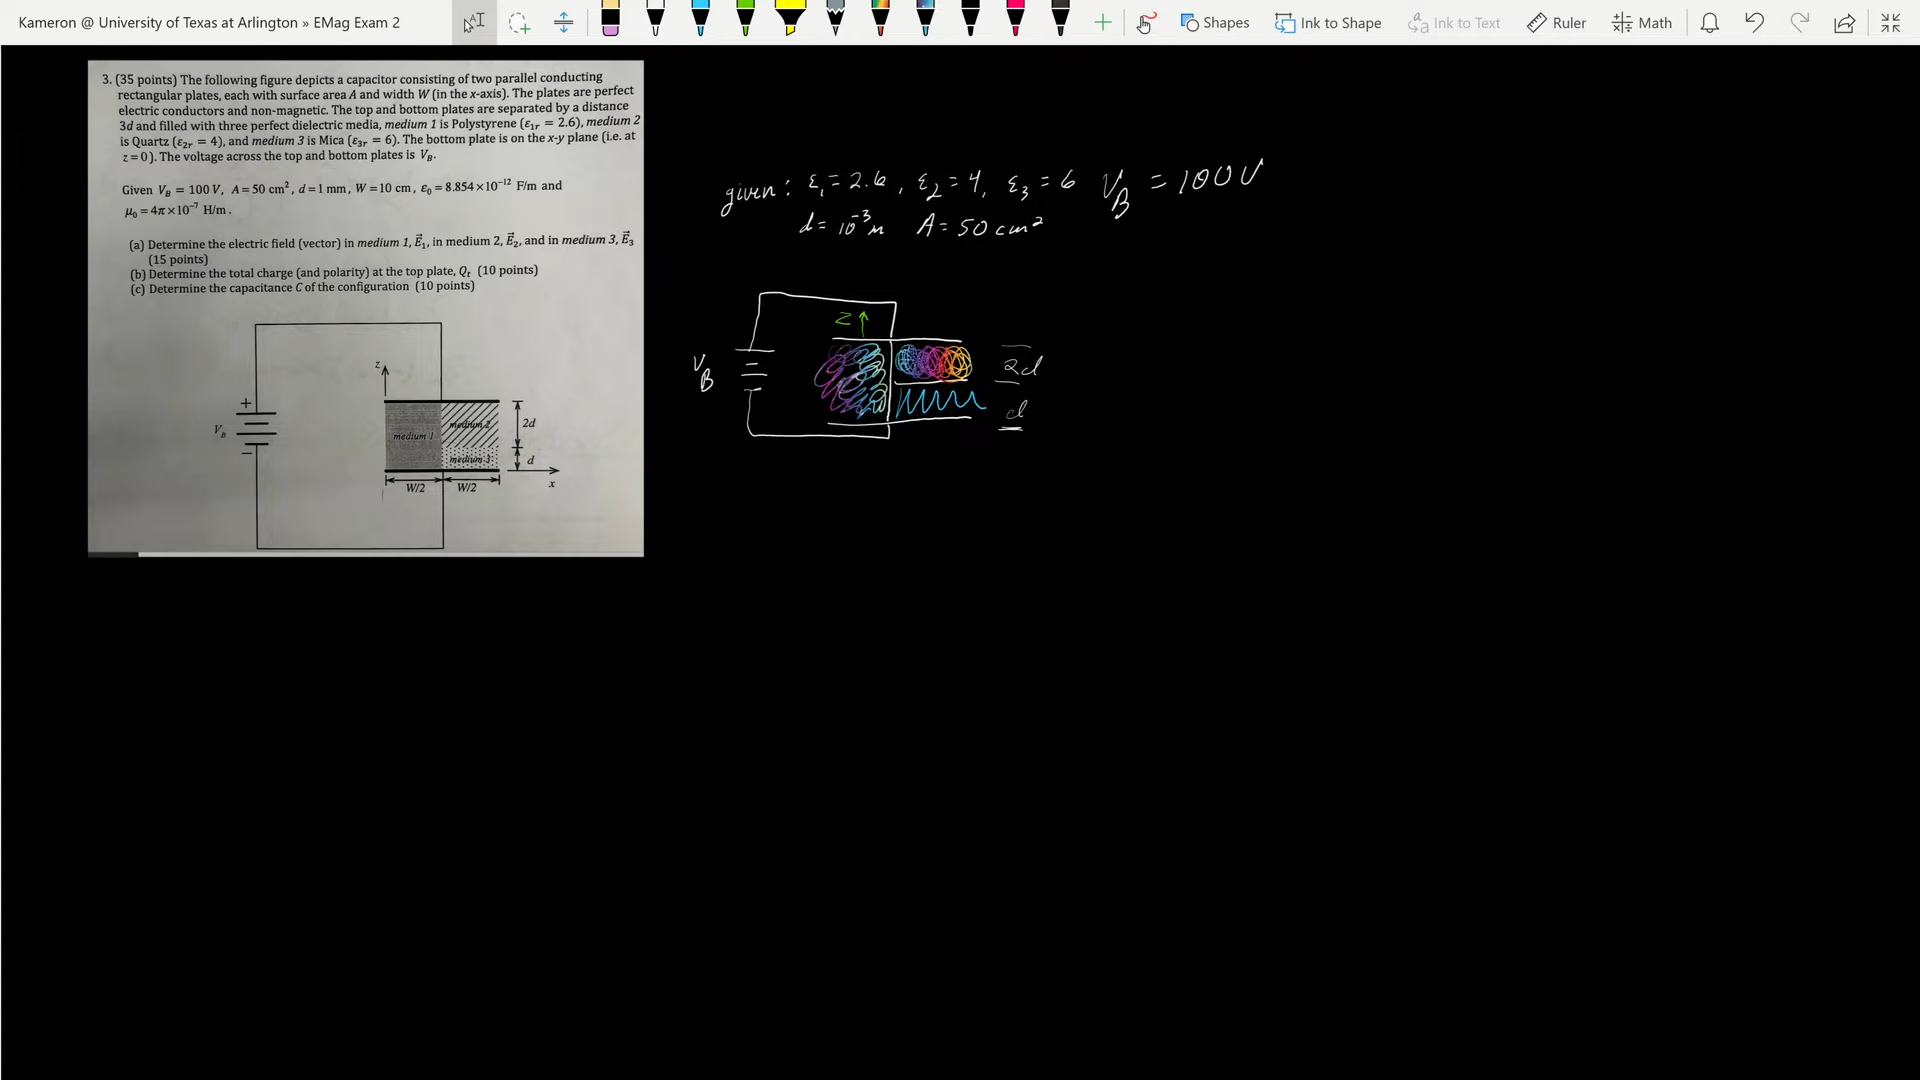 Kameron @ University of Texas at Arlington » EMag Exam 2
Shapes
Ink to Shape
Ink to Text
Ruler
Math
3. (35 points) The following figure depicts a capacitor consisting of two parallel conducting
rectangular plates, each with surface area A and width W (in the x-axis). The plates are perfect
electric conductors and non-magnetic. The top and bottom plates are separated by a distance
3d and filled with three perfect dielectric media, medium 1 is Polystyrene (ε₁ᵣ = 2.6), medium 2
is Quartz (ε₂ᵣ = 4), and medium 3 is Mica (ε₃ᵣ = 6). The bottom plate is on the x-y plane (i.e. at
z = 0). The voltage across the top and bottom plates is V_B.
Given V_B = 100 V, A = 50 cm², d = 1 mm, W = 10 cm, ε₀ = 8.854×10⁻¹² F/m and
μ₀ = 4π×10⁻⁷ H/m.
(a) Determine the electric field (vector) in medium 1, E⃗₁, in medium 2, E⃗₂, and in medium 3, E⃗₃
(15 points)
(b) Determine the total charge (and polarity) at the top plate, Qₜ (10 points)
(c) Determine the capacitance C of the configuration (10 points)
z
+
V_B
−
medium 1
medium 2
medium 3
2d
d
W/2
W/2
x
given: ε₁ = 2.6, ε₂ = 4, ε₃ = 6 V_B = 100V
d = 10⁻³ m A = 50 cm²
Z↑
V_B
2d
d